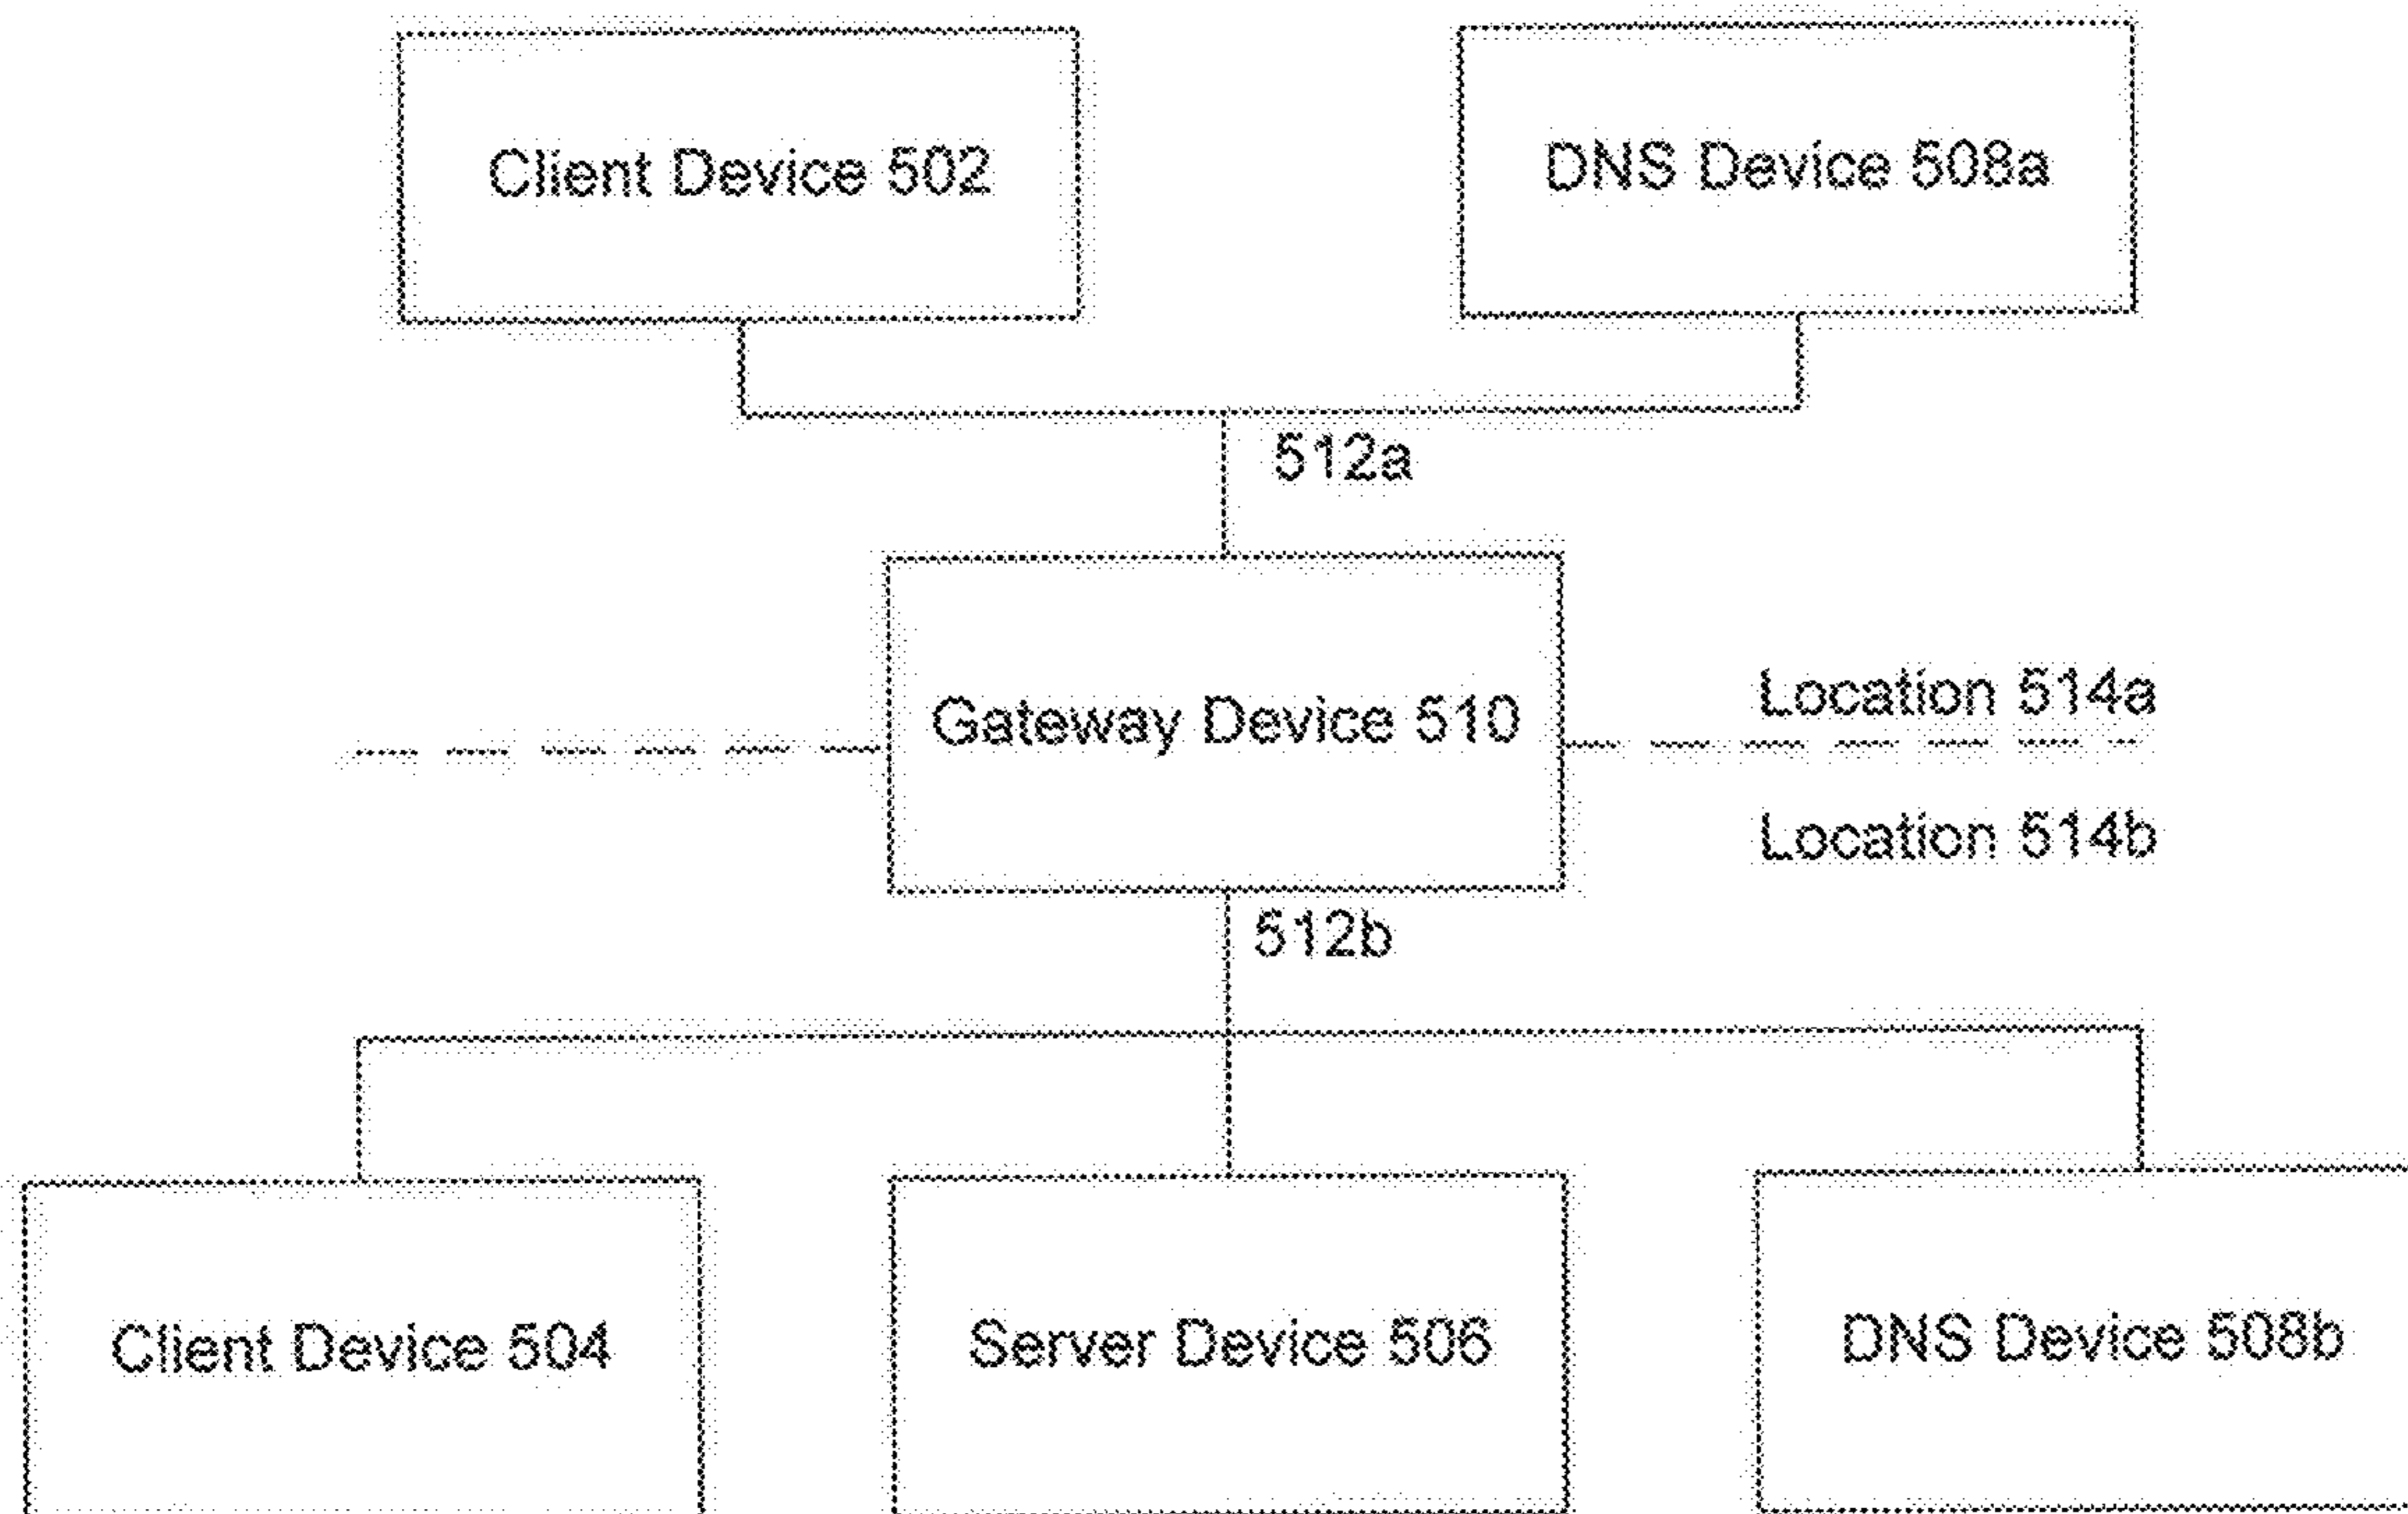 Client Device 502
DNS Device 508a
512a
Gateway Device 510
Location 514a
Location 514b
512b
Client Device 504
Server Device 506
DNS Device 508b